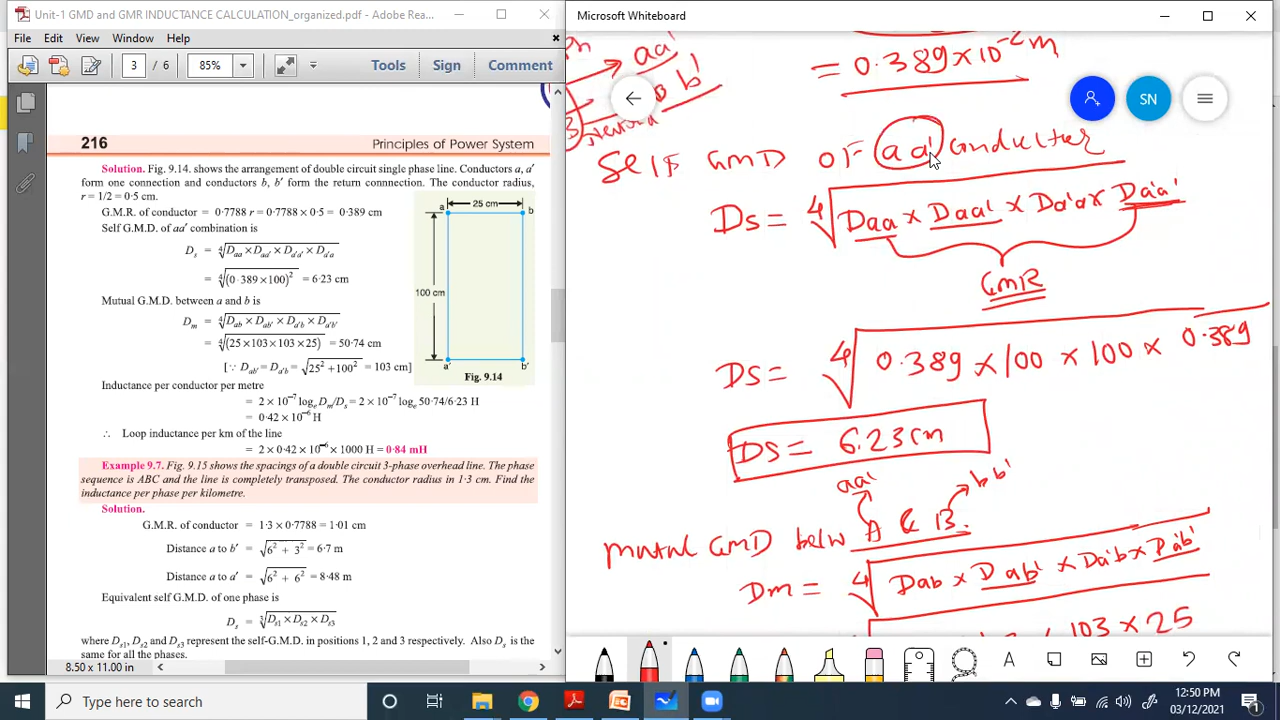 Unit-1 GMD and GMR INDUCTANCE CALCULATION_organized.pdf - Adobe Rea...
File Edit View Window Help
3 / 6 85% Tools Sign Comment
216 Principles of Power System
Solution. Fig. 9.14. shows the arrangement of double circuit single phase line. Conductors a, a′
form one connection and conductors b, b′ form the return connnection. The conductor radius,
r = 1/2 = 0·5 cm.
G.M.R. of conductor = 0·7788 r = 0·7788 × 0·5 = 0·389 cm
Self G.M.D. of aa′ combination is
Ds = ∜(Daa × Daa′ × Da′a′ × Da′a)
= ∜(0·389 × 100)² = 6·23 cm
Mutual G.M.D. between a and b is
Dm = ∜(Dab × Dab′ × Da′b × Da′b′)
= ∜(25 × 103 × 103 × 25) = 50·74 cm
[∵ Dab′ = Da′b = √(25² + 100²) = 103 cm]
Inductance per conductor per metre
= 2 × 10⁻⁷ logₑ Dm/Ds = 2 × 10⁻⁷ logₑ 50·74/6·23 H
= 0·42 × 10⁻⁶ H
∴ Loop inductance per km of the line
= 2 × 0·42 × 10⁻⁶ × 1000 H = 0·84 mH
a 25 cm b
100 cm
a′ b′
Fig. 9.14
Example 9.7. Fig. 9.15 shows the spacings of a double circuit 3-phase overhead line. The phase
sequence is ABC and the line is completely transposed. The conductor radius in 1·3 cm. Find the
inductance per phase per kilometre.
Solution.
G.M.R. of conductor = 1·3 × 0·7788 = 1·01 cm
Distance a to b′ = √(6² + 3²) = 6·7 m
Distance a to a′ = √(6² + 6²) = 8·48 m
Equivalent self G.M.D. of one phase is
Ds = ∛(Ds1 × Ds2 × Ds3)
where Ds1, Ds2 and Ds3 represent the self-G.M.D. in positions 1, 2 and 3 respectively. Also Ds is the
same for all the phases.
8.50 x 11.00 in
Microsoft Whiteboard
aa'
b'
= 0.389 x 10⁻² m
SN
Self GMD OF aa' Conductor
Ds = ∜(Daa x Daa' x Da'a x Da'a')
GMR
Ds = ∜(0.389 x 100 x 100 x 0.389)
Ds = 6.23 cm
aa' bb'
mutual GMD betw A & B.
Dm = ∜(Dab x Dab' x Da'b x Da'b')
103 x 25
Type here to search
12:50 PM
03/12/2021